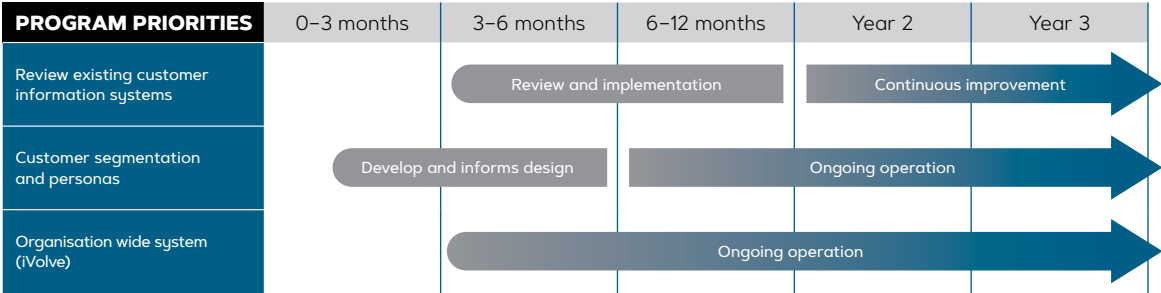 PROGRAM PRIORITIES
0–3 months
3–6 months
6–12 months
Year 2
Year 3
Review existing customer
information systems
Review and implementation
Continuous improvement
Customer segmentation
and personas
Develop and informs design
Ongoing operation
Organisation wide system
(iVolve)
Ongoing operation